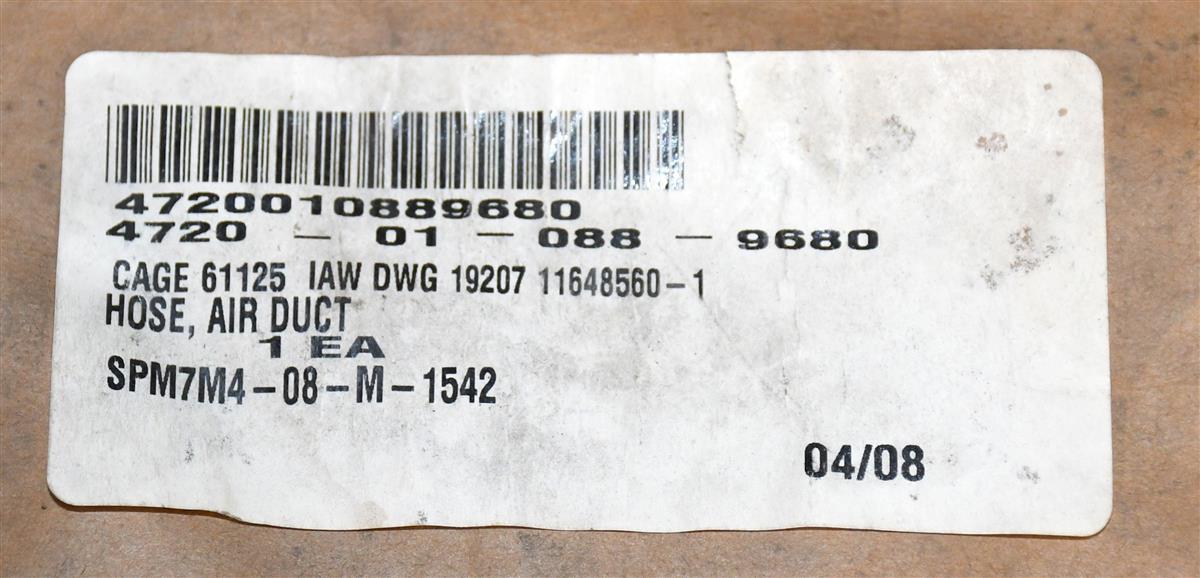 4720010889680
4720 - 01 - 088 - 9680
CAGE 61125 IAW DWG 19207 11648560-1
HOSE, AIR DUCT
1 EA
SPM7M4-08-M-1542
04/08